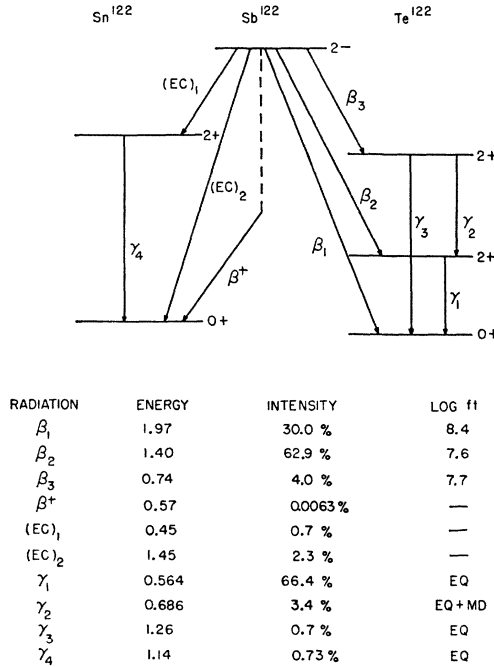 Sn¹²² Sb¹²² Te¹²²
2-
(EC)₁
β₃
2+ 2+
(EC)₂
β₂
γ₄ γ₃ γ₂
β⁺ β₁
2+
γ₁
0+ 0+
RADIATION ENERGY INTENSITY LOG ft
β₁ 1.97 30.0 % 8.4
β₂ 1.40 62.9 % 7.6
β₃ 0.74 4.0 % 7.7
β⁺ 0.57 0.0063 % —
(EC)₁ 0.45 0.7 % —
(EC)₂ 1.45 2.3 % —
γ₁ 0.564 66.4 % EQ
γ₂ 0.686 3.4 % EQ + MD
γ₃ 1.26 0.7 % EQ
γ₄ 1.14 0.73 % EQ